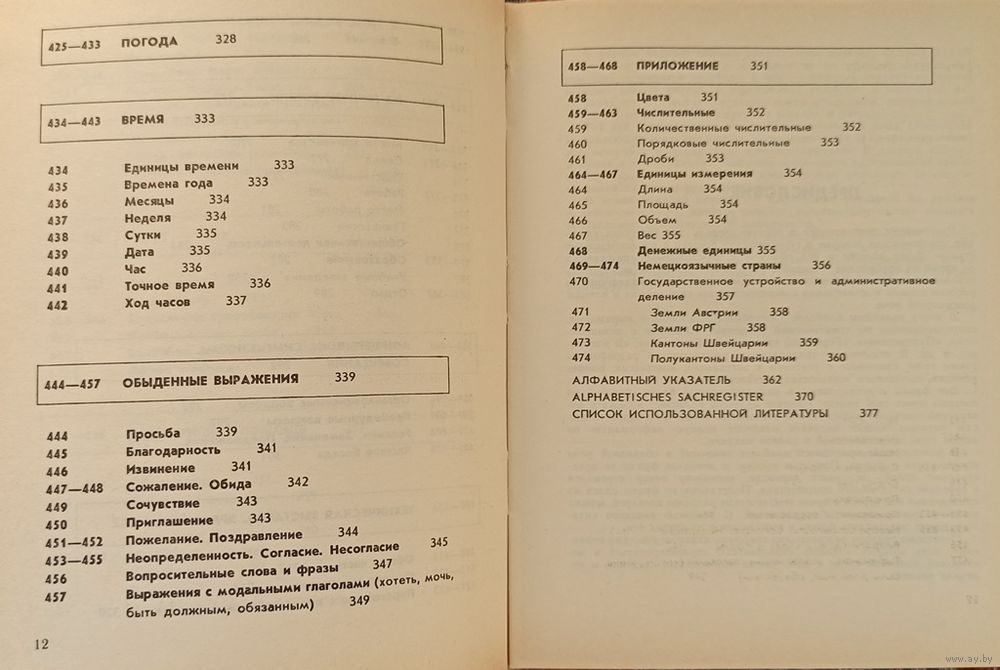 425—433 ПОГОДА 328
434—443 ВРЕМЯ 333
434 Единицы времени 333
435 Времена года 333
436 Месяцы 334
437 Неделя 334
438 Сутки 335
439 Дата 335
440 Час 336
441 Точное время 336
442 Ход часов 337
444—457 ОБЫДЕННЫЕ ВЫРАЖЕНИЯ 339
444 Просьба 339
445 Благодарность 341
446 Извинение 341
447—448 Сожаление. Обида 342
449 Сочувствие 343
450 Приглашение 343
451—452 Пожелание. Поздравление 344
453—455 Неопределенность. Согласие. Несогласие 345
456 Вопросительные слова и фразы 347
457 Выражения с модальными глаголами (хотеть, мочь,
быть должным, обязанным) 349
12
458—468 ПРИЛОЖЕНИЕ 351
458 Цвета 351
459—463 Числительные 352
459 Количественные числительные 352
460 Порядковые числительные 353
461 Дроби 353
464—467 Единицы измерения 354
464 Длина 354
465 Площадь 354
466 Объем 354
467 Вес 355
468 Денежные единицы 355
469—474 Немецкоязычные страны 356
470 Государственное устройство и административное
деление 357
471 Земли Австрии 358
472 Земли ФРГ 358
473 Кантоны Швейцарии 359
474 Полукантоны Швейцарии 360
АЛФАВИТНЫЙ УКАЗАТЕЛЬ 362
ALPHABETISCHES SACHREGISTER 370
СПИСОК ИСПОЛЬЗОВАННОЙ ЛИТЕРАТУРЫ 377
www.ay.by